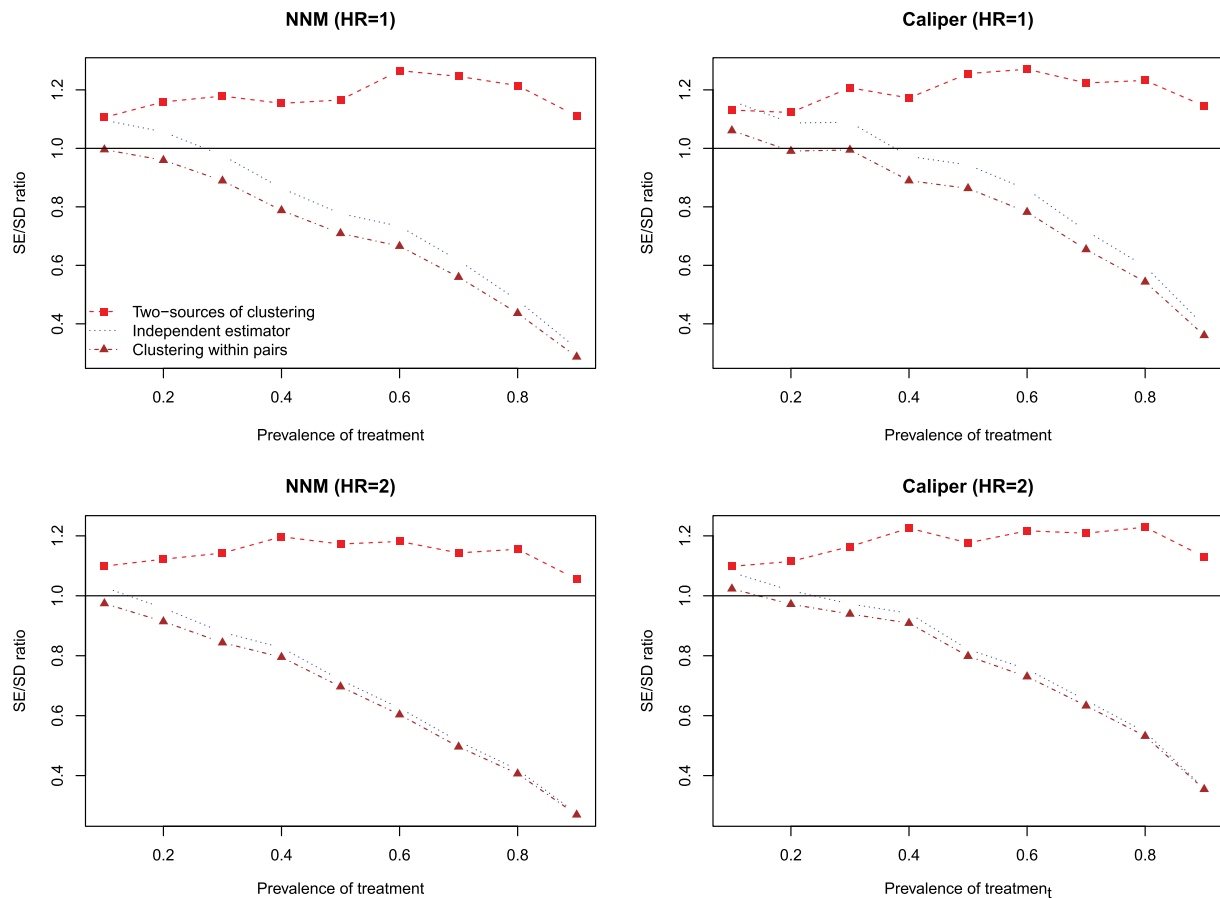 NNM (HR=1)
SE/SD ratio
1.2
1.0
0.8
0.6
0.4
Two−sources of clustering
Independent estimator
Clustering within pairs
0.2 0.4 0.6 0.8
Prevalence of treatment
Caliper (HR=1)
SE/SD ratio
1.2
1.0
0.8
0.6
0.4
0.2 0.4 0.6 0.8
Prevalence of treatment
NNM (HR=2)
SE/SD ratio
1.2
1.0
0.8
0.6
0.4
0.2 0.4 0.6 0.8
Prevalence of treatment
Caliper (HR=2)
SE/SD ratio
1.2
1.0
0.8
0.6
0.4
0.2 0.4 0.6 0.8
Prevalence of treatment